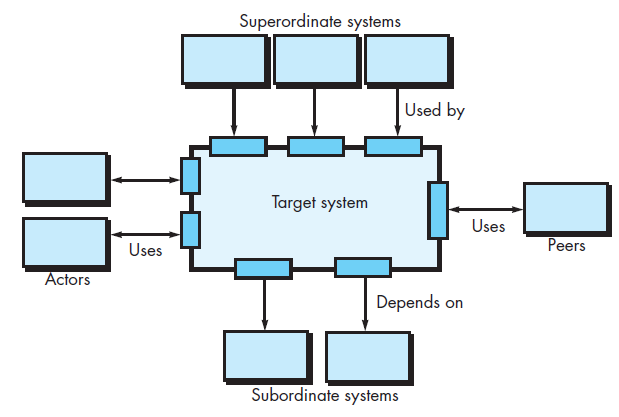 Superordinate systems
Used by
Target system
Uses
Peers
Uses
Actors
Depends on
Subordinate systems